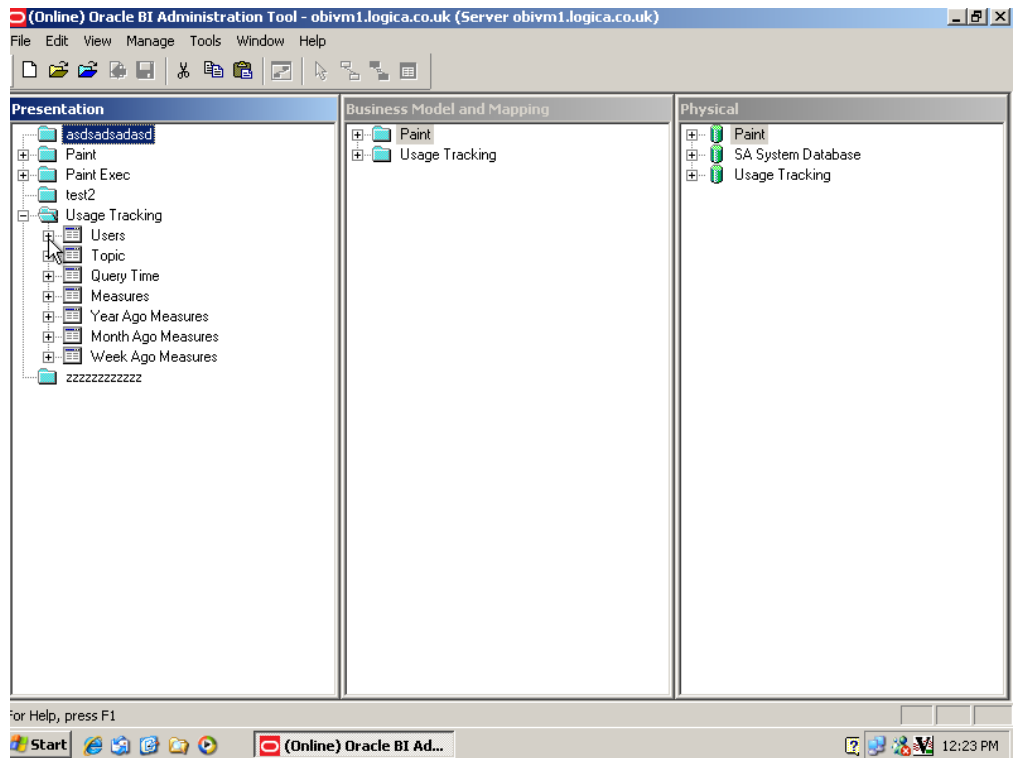 (Online) Oracle BI Administration Tool - obivm1.logica.co.uk (Server obivm1.logica.co.uk)
File Edit View Manage Tools Window Help
Presentation
asdsadsadasd
Paint
Paint Exec
test2
Usage Tracking
Users
Topic
Query Time
Measures
Year Ago Measures
Month Ago Measures
Week Ago Measures
zzzzzzzzzzzz
Business Model and Mapping
Paint
Usage Tracking
Physical
Paint
SA System Database
Usage Tracking
For Help, press F1
Start (Online) Oracle BI Ad... 12:23 PM